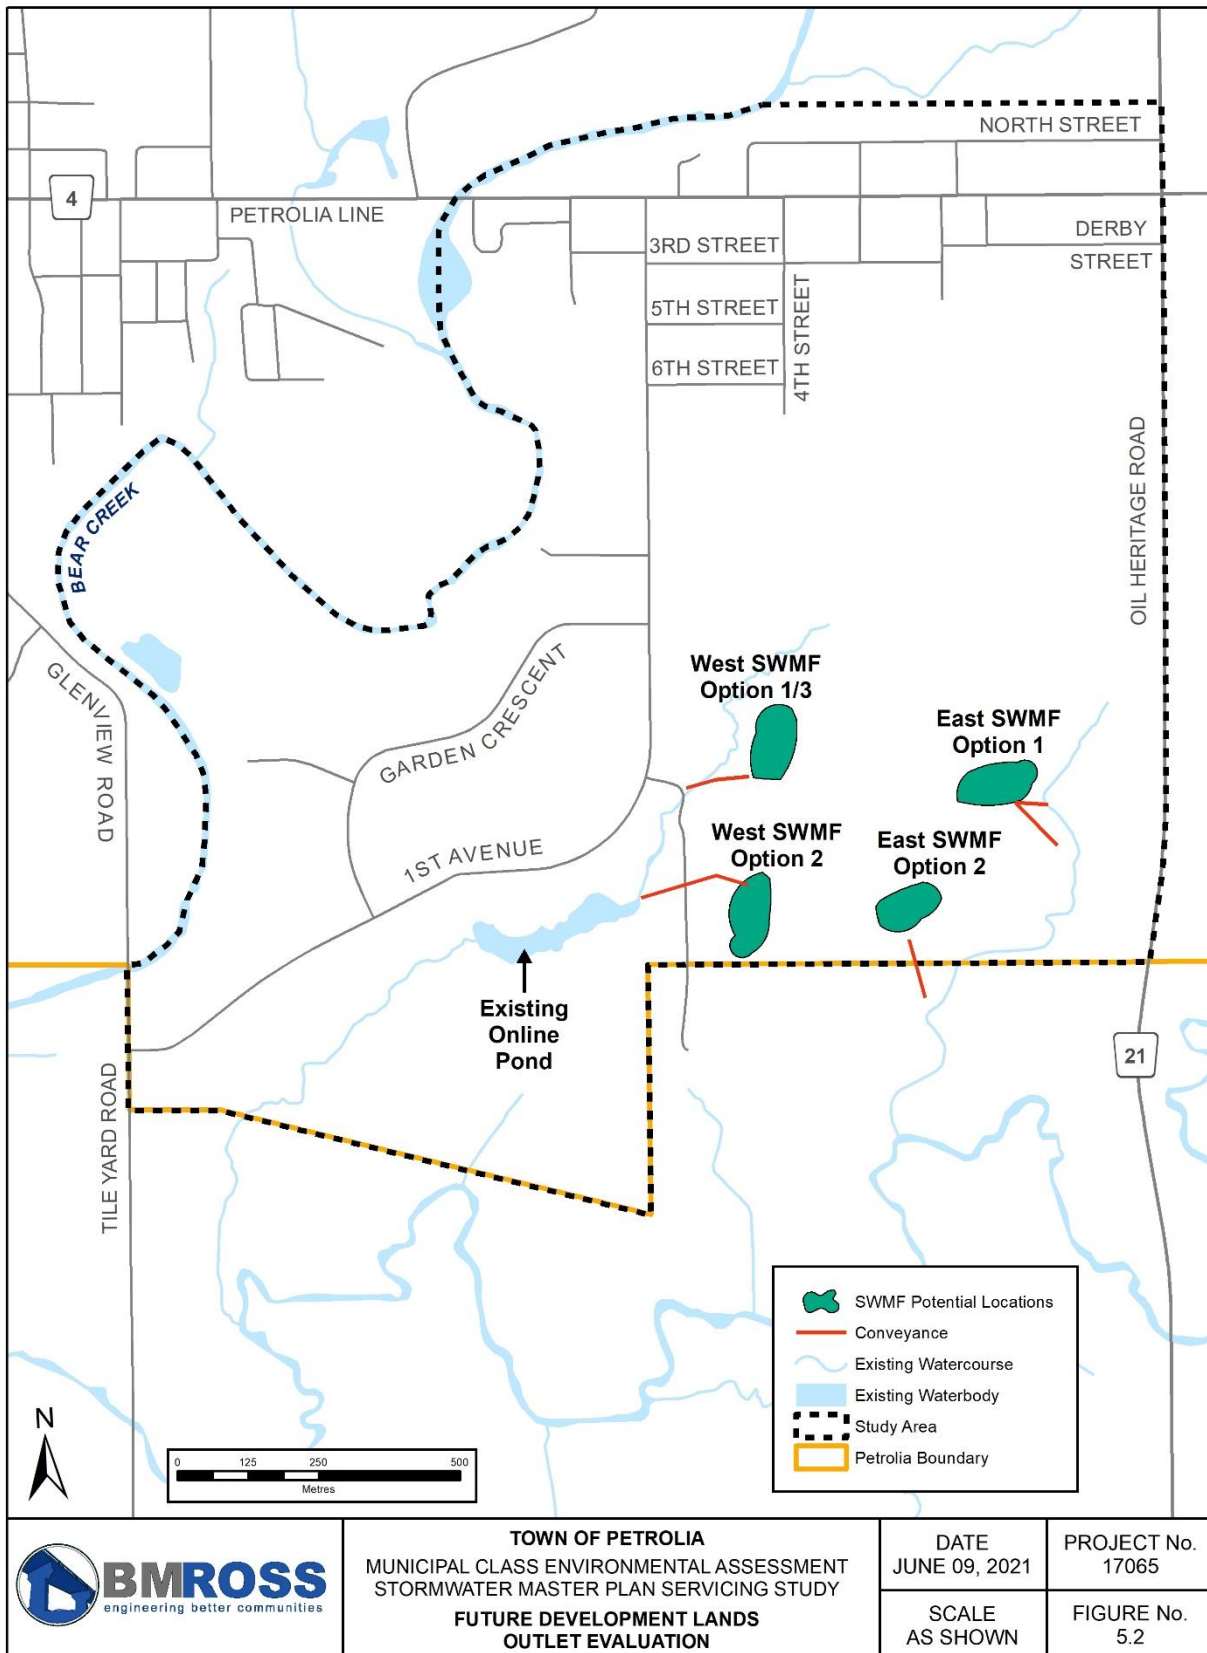 NORTH STREET
4
PETROLIA LINE
DERBY
STREET
3RD STREET
5TH STREET
6TH STREET
4TH STREET
OIL HERITAGE ROAD
BEAR CREEK
GLENVIEW ROAD
GARDEN CRESCENT
1ST AVENUE
West SWMF
Option 1/3
East SWMF
Option 1
West SWMF
Option 2
East SWMF
Option 2
Existing
Online
Pond
21
TILE YARD ROAD
SWMF Potential Locations
Conveyance
Existing Watercourse
Existing Waterbody
Study Area
Petrolia Boundary
N
0 125 250 500
Metres
BMROSS
engineering better communities
TOWN OF PETROLIA
MUNICIPAL CLASS ENVIRONMENTAL ASSESSMENT
STORMWATER MASTER PLAN SERVICING STUDY
FUTURE DEVELOPMENT LANDS
OUTLET EVALUATION
DATE
JUNE 09, 2021
PROJECT No.
17065
SCALE
AS SHOWN
FIGURE No.
5.2